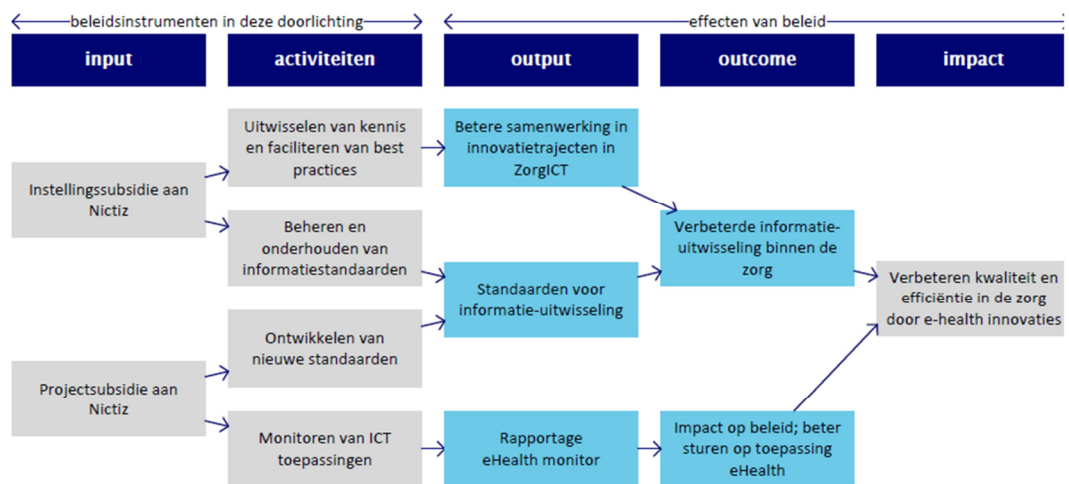 beleidsinstrumenten in deze doorlichting
effecten van beleid
input
activiteiten
output
outcome
impact
Uitwisselen van kennis
en faciliteren van best
practices
Betere samenwerking in
innovatietrajecten in
ZorgICT
Instellingssubsidie aan
Nictiz
Beheren en
onderhouden van
informatiestandaarden
Verbeterde informatie-
uitwisseling binnen de
zorg
Standaarden voor
informatie-uitwisseling
Verbeteren kwaliteit en
efficiëntie in de zorg
door e-health innovaties
Ontwikkelen van
nieuwe standaarden
Projectsubsidie aan
Nictiz
Monitoren van ICT
toepassingen
Rapportage
eHealth monitor
Impact op beleid; beter
sturen op toepassing
eHealth